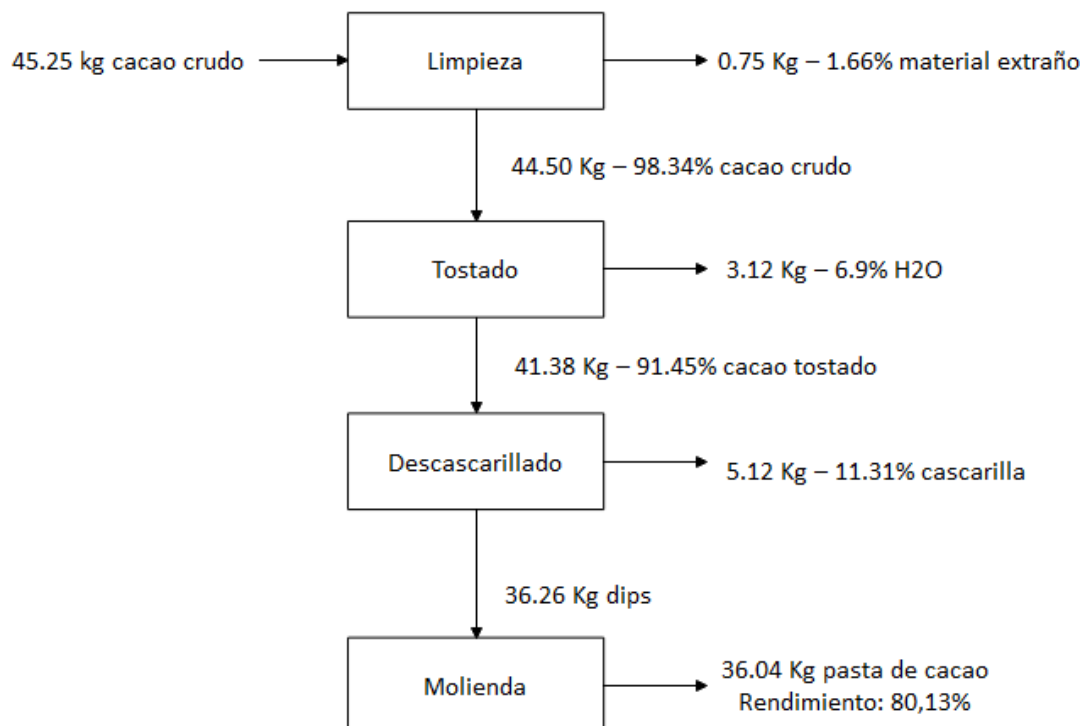 45.25 kg cacao crudo
Limpieza
0.75 Kg – 1.66% material extraño
44.50 Kg – 98.34% cacao crudo
Tostado
3.12 Kg – 6.9% H2O
41.38 Kg – 91.45% cacao tostado
Descascarillado
5.12 Kg – 11.31% cascarilla
36.26 Kg dips
Molienda
36.04 Kg pasta de cacao
Rendimiento: 80,13%